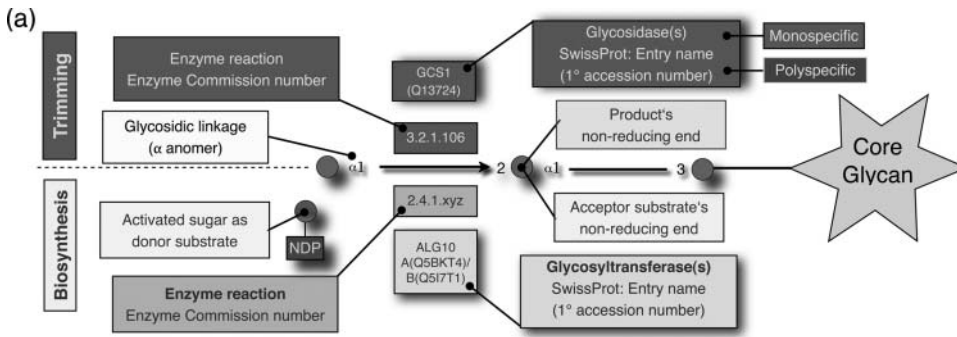 (a)
Trimming
Enzyme reaction
Enzyme Commission number
GCS1
(Q13724)
Glycosidase(s)
SwissProt: Entry name
(1° accession number)
Monospecific
Polyspecific
Glycosidic linkage
(α anomer)
3.2.1.106
Product's
non-reducing end
α1
2
α1
3
Core
Glycan
Biosynthesis
Activated sugar as
donor substrate
NDP
2.4.1.xyz
Acceptor substrate's
non-reducing end
ALG10
A(Q5BKT4)/
B(Q5I7T1)
Enzyme reaction
Enzyme Commission number
Glycosyltransferase(s)
SwissProt: Entry name
(1° accession number)